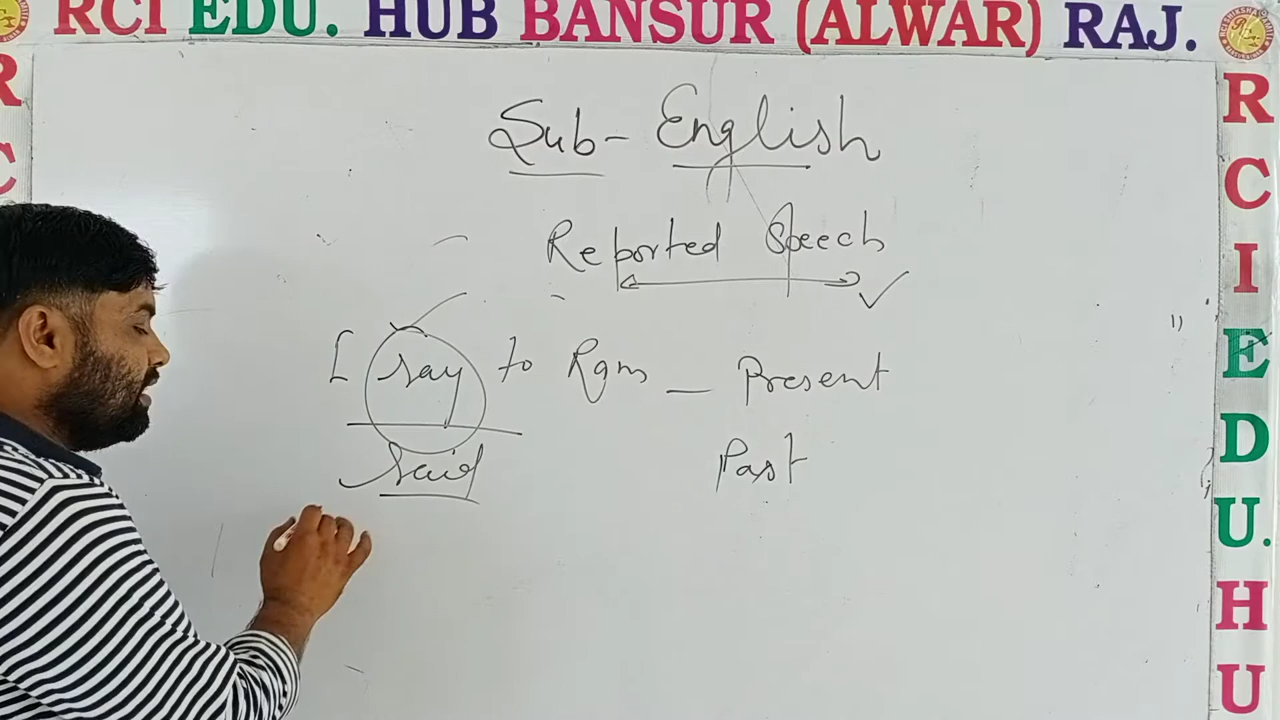 RCI EDU. HUB BANSUR (ALWAR) RAJ.
Sub- English
Reported Speech
I say to Ram — Present
said Past
R
C
R
C
I
E
D
U.
H
U